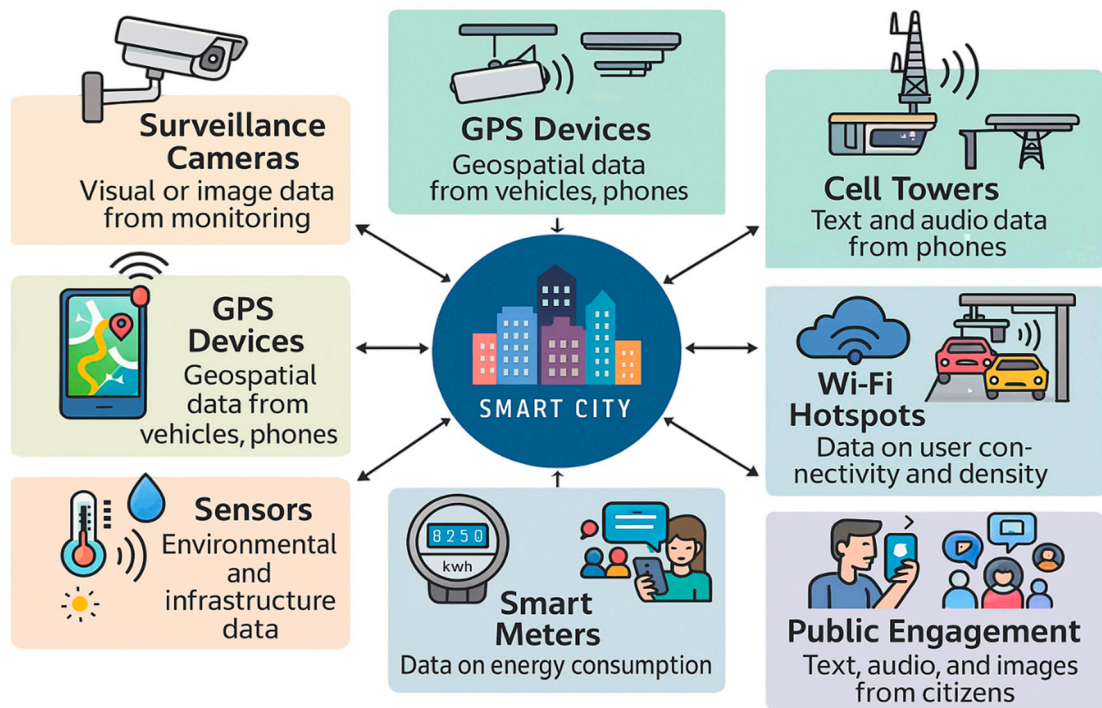 Surveillance
Cameras
Visual or image data
from monitoring
GPS Devices
Geospatial data
from vehicles, phones
Cell Towers
Text and audio data
from phones
GPS
Devices
Geospatial
data from
vehicles, phones
SMART CITY
Wi-Fi
Hotspots
Data on user con-
nectivity and density
Sensors
Environmental
and
infrastructure
data
8250
kwh
Smart
Meters
Data on energy consumption
Public Engagement
Text, audio, and images
from citizens